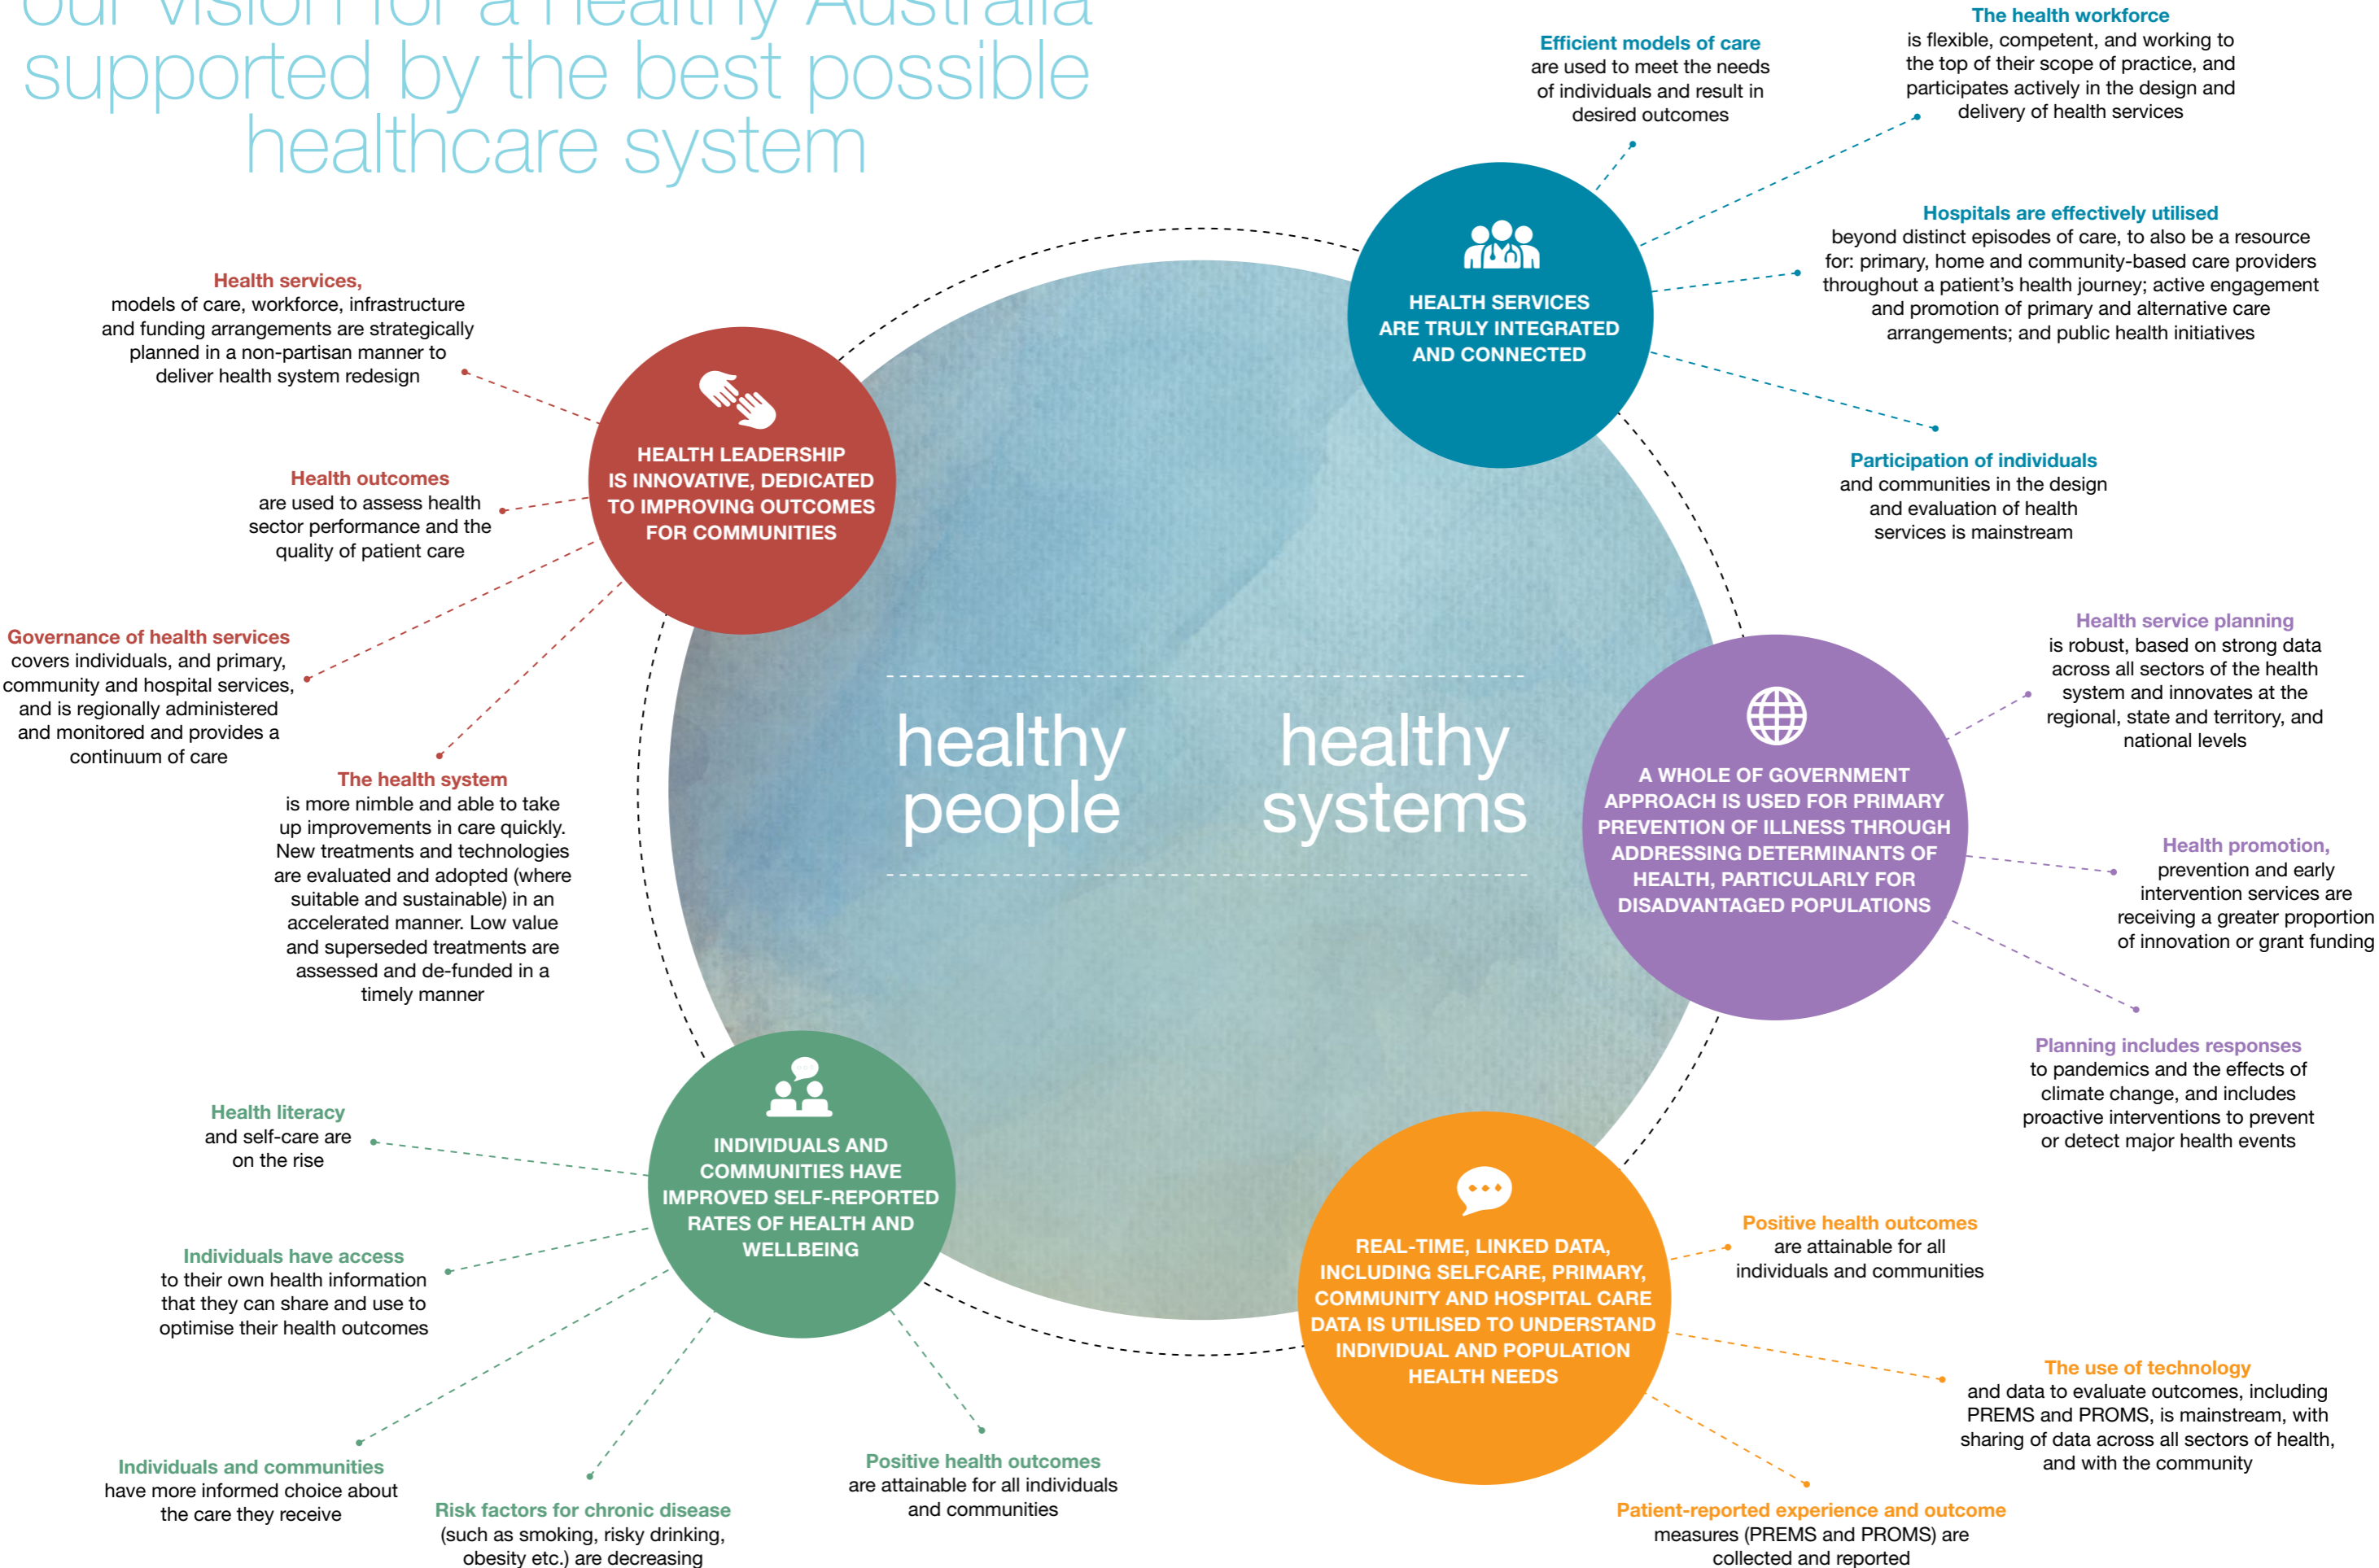 our vision for a healthy Australia
supported by the best possible
healthcare system
Efficient models of care
are used to meet the needs
of individuals and result in
desired outcomes
The health workforce
is flexible, competent, and working to
the top of their scope of practice, and
participates actively in the design and
delivery of health services
Hospitals are effectively utilised
beyond distinct episodes of care, to also be a resource
for: primary, home and community-based care providers
throughout a patient’s health journey; active engagement
and promotion of primary and alternative care
arrangements; and public health initiatives
HEALTH SERVICES
ARE TRULY INTEGRATED
AND CONNECTED
Participation of individuals
and communities in the design
and evaluation of health
services is mainstream
Health services,
models of care, workforce, infrastructure
and funding arrangements are strategically
planned in a non-partisan manner to
deliver health system redesign
HEALTH LEADERSHIP
IS INNOVATIVE, DEDICATED
TO IMPROVING OUTCOMES
FOR COMMUNITIES
Health outcomes
are used to assess health
sector performance and the
quality of patient care
Governance of health services
covers individuals, and primary,
community and hospital services,
and is regionally administered
and monitored and provides a
continuum of care
The health system
is more nimble and able to take
up improvements in care quickly.
New treatments and technologies
are evaluated and adopted (where
suitable and sustainable) in an
accelerated manner. Low value
and superseded treatments are
assessed and de-funded in a
timely manner
healthy
people
healthy
systems
A WHOLE OF GOVERNMENT
APPROACH IS USED FOR PRIMARY
PREVENTION OF ILLNESS THROUGH
ADDRESSING DETERMINANTS OF
HEALTH, PARTICULARLY FOR
DISADVANTAGED POPULATIONS
Health service planning
is robust, based on strong data
across all sectors of the health
system and innovates at the
regional, state and territory, and
national levels
Health promotion,
prevention and early
intervention services are
receiving a greater proportion
of innovation or grant funding
Planning includes responses
to pandemics and the effects of
climate change, and includes
proactive interventions to prevent
or detect major health events
INDIVIDUALS AND
COMMUNITIES HAVE
IMPROVED SELF-REPORTED
RATES OF HEALTH AND
WELLBEING
Health literacy
and self-care are
on the rise
Individuals have access
to their own health information
that they can share and use to
optimise their health outcomes
Individuals and communities
have more informed choice about
the care they receive
Risk factors for chronic disease
(such as smoking, risky drinking,
obesity etc.) are decreasing
Positive health outcomes
are attainable for all individuals
and communities
REAL-TIME, LINKED DATA,
INCLUDING SELFCARE, PRIMARY,
COMMUNITY AND HOSPITAL CARE
DATA IS UTILISED TO UNDERSTAND
INDIVIDUAL AND POPULATION
HEALTH NEEDS
Positive health outcomes
are attainable for all
individuals and communities
The use of technology
and data to evaluate outcomes, including
PREMS and PROMS, is mainstream, with
sharing of data across all sectors of health,
and with the community
Patient-reported experience and outcome
measures (PREMS and PROMS) are
collected and reported